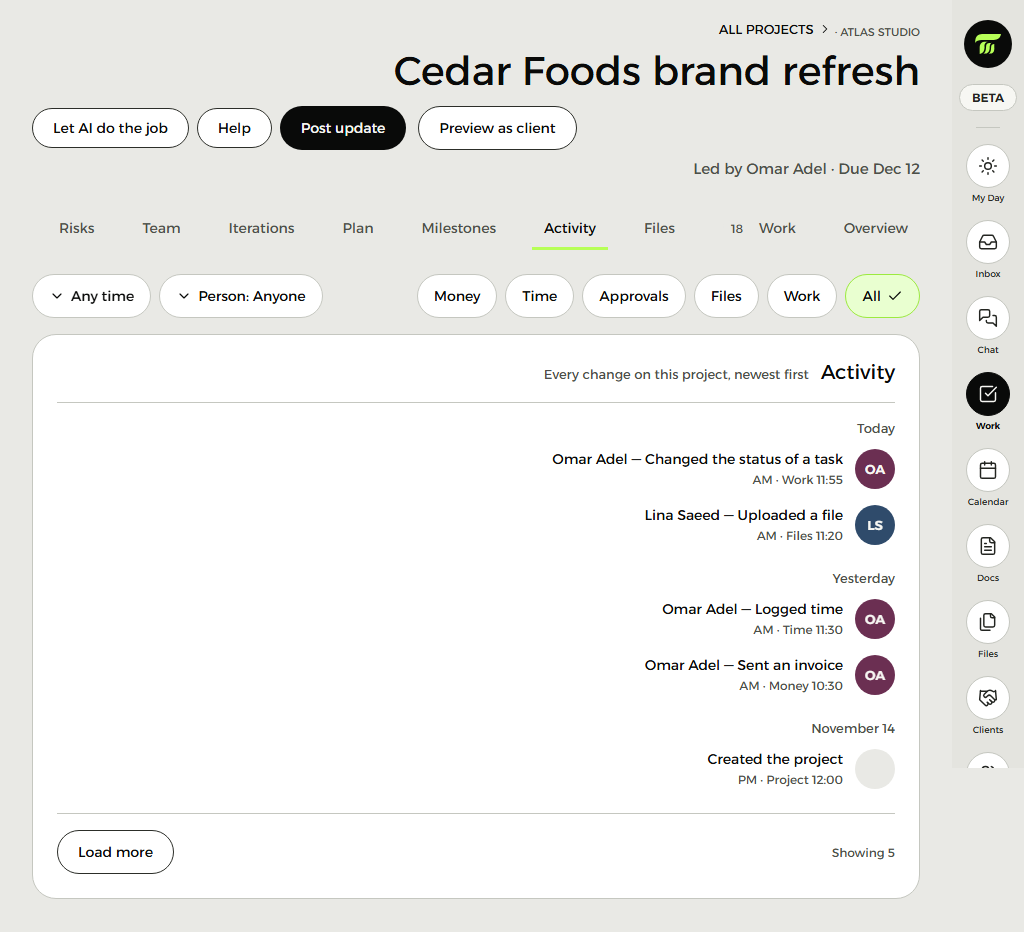 ALL PROJECTS
· ATLAS STUDIO
Cedar Foods brand refresh
Let AI do the job
Help
Post update
Preview as client
Led by Omar Adel · Due Dec 12
Risks
Team
Iterations
Plan
Milestones
Activity
Files
18 Work
Overview
Any time
Person: Anyone
Money
Time
Approvals
Files
Work
All
Every change on this project, newest first
Activity
Today
Omar Adel — Changed the status of a task
AM · Work 11:55
OA
Lina Saeed — Uploaded a file
AM · Files 11:20
LS
Yesterday
Omar Adel — Logged time
AM · Time 11:30
OA
Omar Adel — Sent an invoice
AM · Money 10:30
OA
November 14
Created the project
PM · Project 12:00
Load more
Showing 5
BETA
My Day
Inbox
Chat
Work
Calendar
Docs
Files
Clients